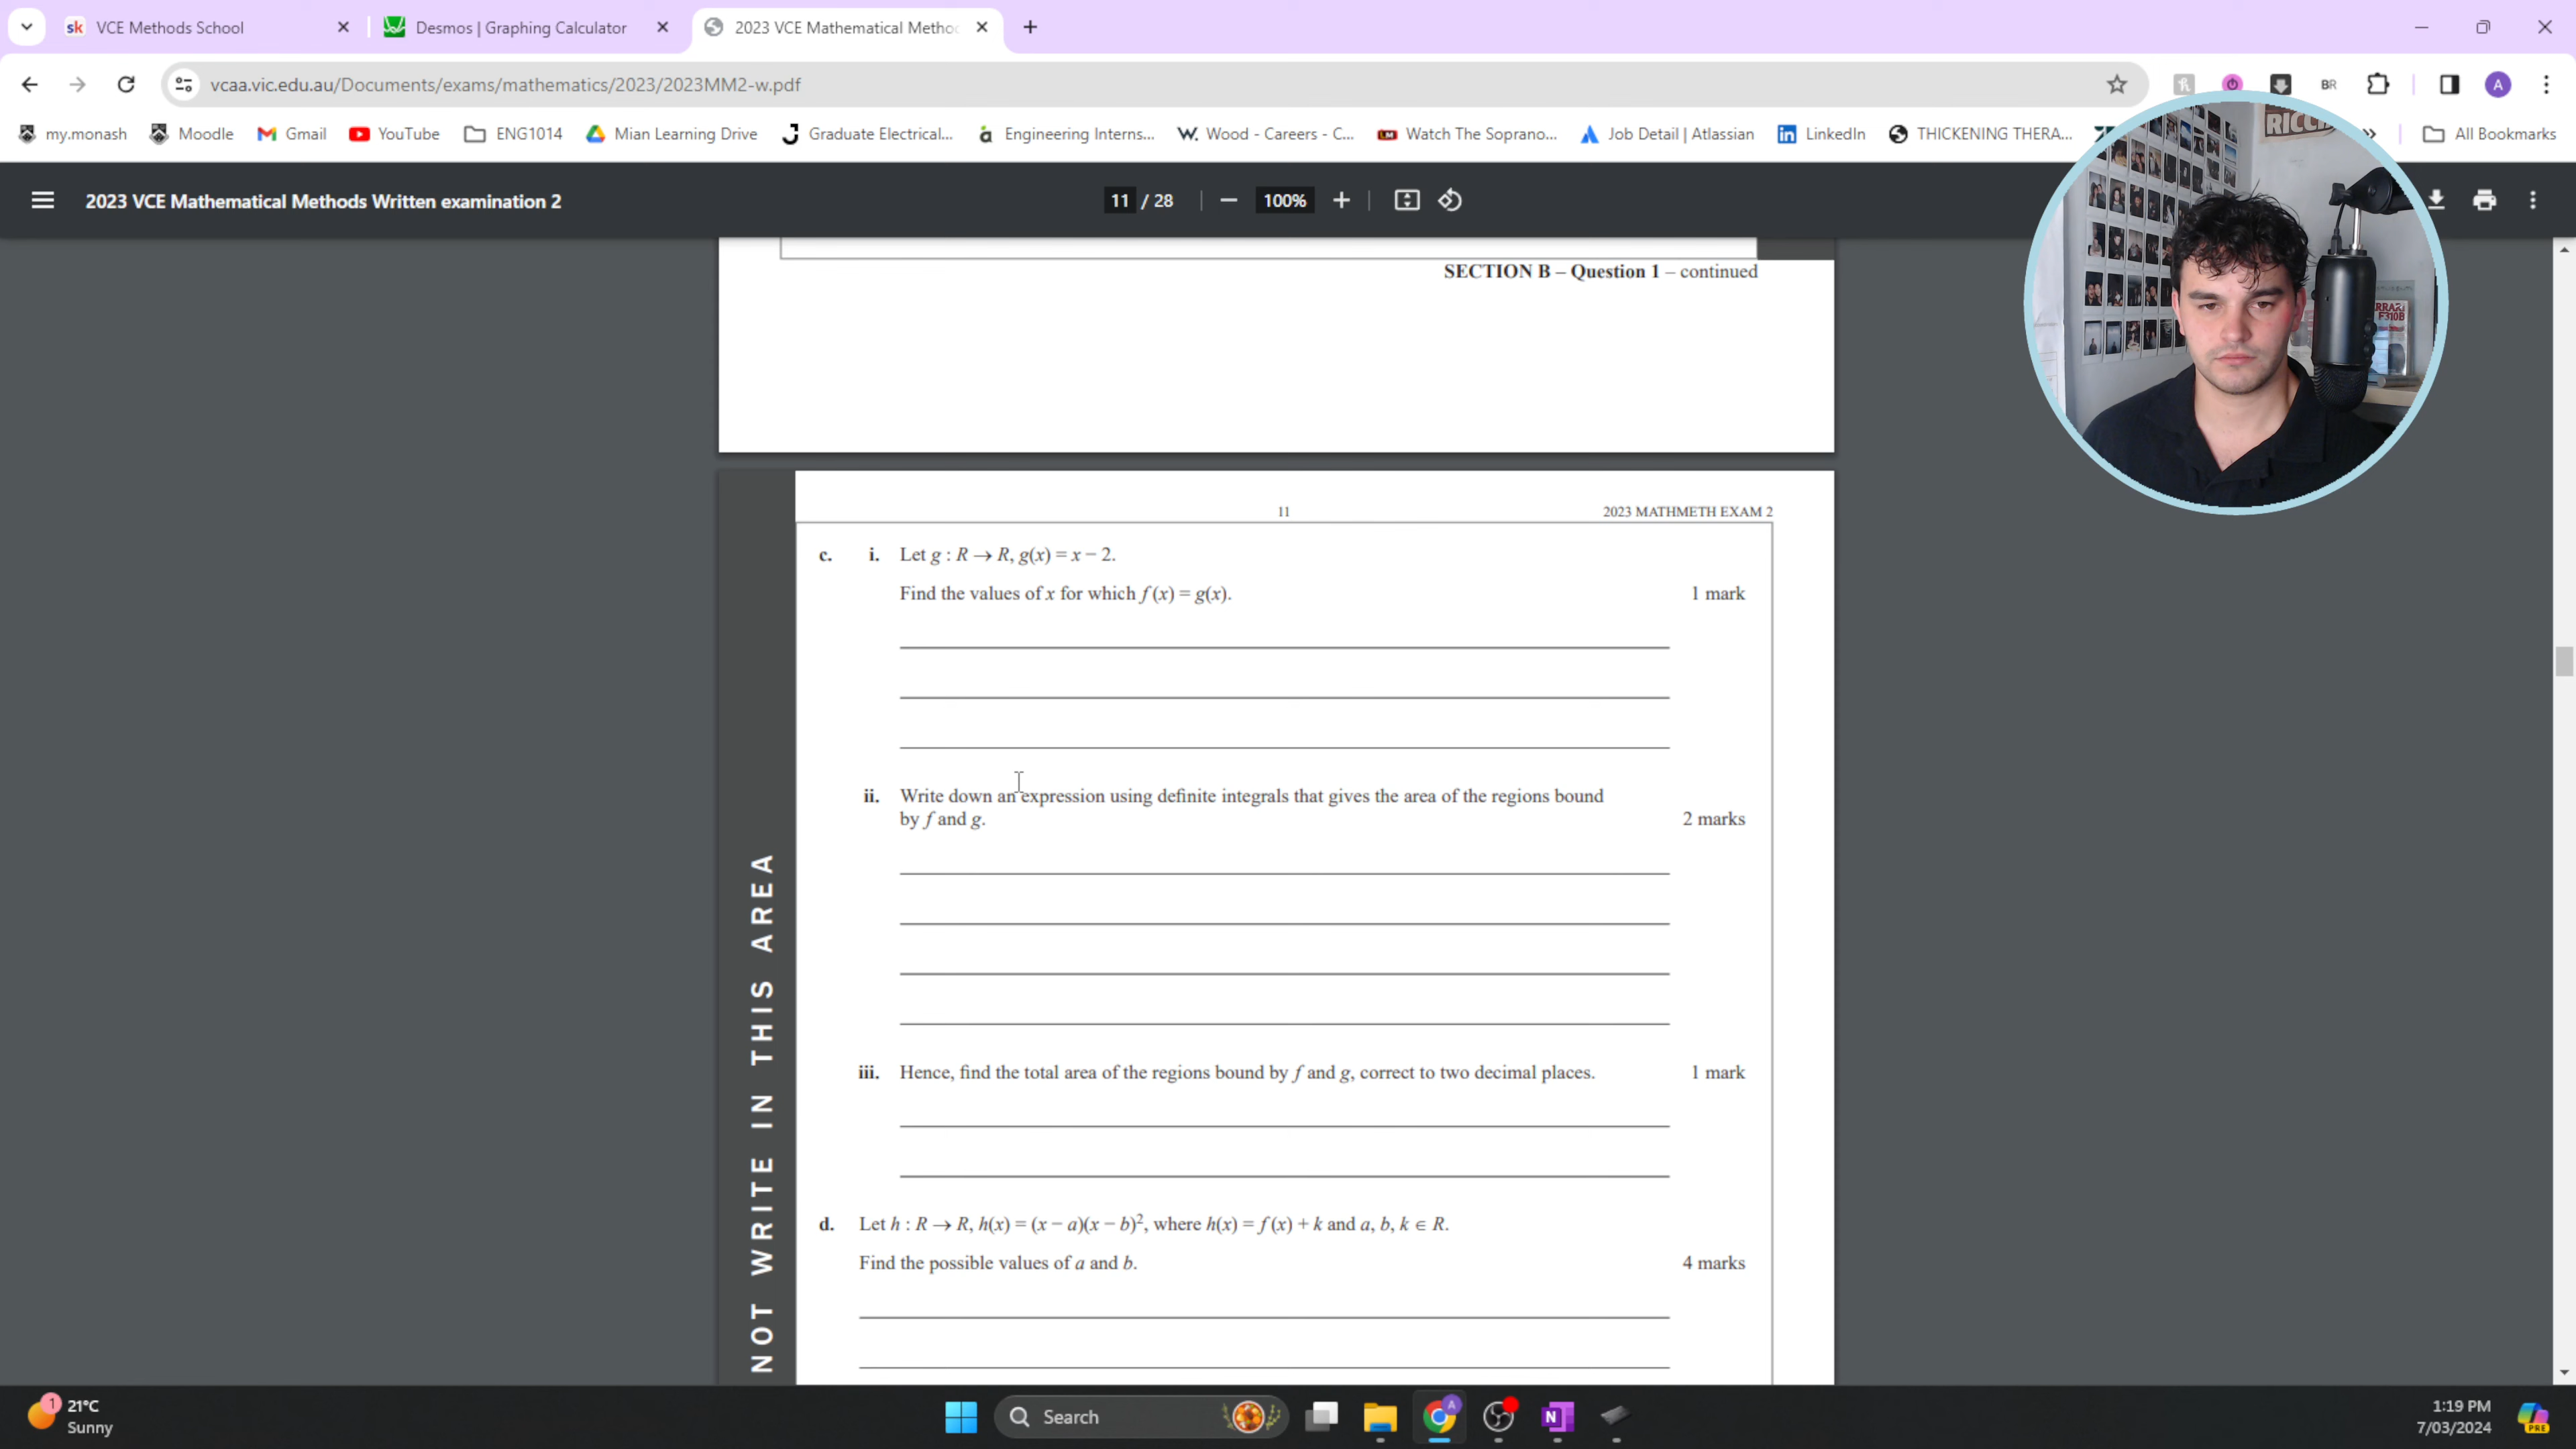 VCE Methods School
Desmos | Graphing Calculator
2023 VCE Mathematical Metho
vcaa.vic.edu.au/Documents/exams/mathematics/2023/2023MM2-w.pdf
BR
A
my.monash
Moodle
Gmail
YouTube
ENG1014
Mian Learning Drive
Graduate Electrical...
Engineering Interns...
Wood - Careers - C...
Watch The Soprano...
Job Detail | Atlassian
LinkedIn
THICKENING THERA...
All Bookmarks
2023 VCE Mathematical Methods Written examination 2
11 / 28
100%
RICCI
F310B
SECTION B – Question 1 – continued
11
2023 MATHMETH EXAM 2
c. i. Let g : R → R, g(x) = x − 2.
Find the values of x for which f (x) = g(x). 1 mark
ii. Write down an expression using definite integrals that gives the area of the regions bound
by f and g. 2 marks
iii. Hence, find the total area of the regions bound by f and g, correct to two decimal places. 1 mark
d. Let h : R → R, h(x) = (x − a)(x − b)², where h(x) = f (x) + k and a, b, k ∈ R.
Find the possible values of a and b. 4 marks
NOT WRITE IN THIS AREA
1
21°C
Sunny
Search
A
N
1:19 PM
7/03/2024
PRE